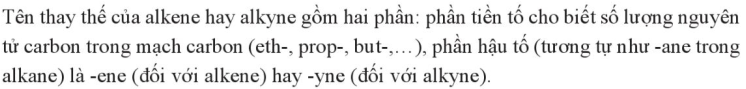 Tên thay thế của alkene hay alkyne gồm hai phần: phần tiền tố cho biết số lượng nguyên
tử carbon trong mạch carbon (eth-, prop-, but-,…), phần hậu tố (tương tự như -ane trong
alkane) là -ene (đối với alkene) hay -yne (đối với alkyne).